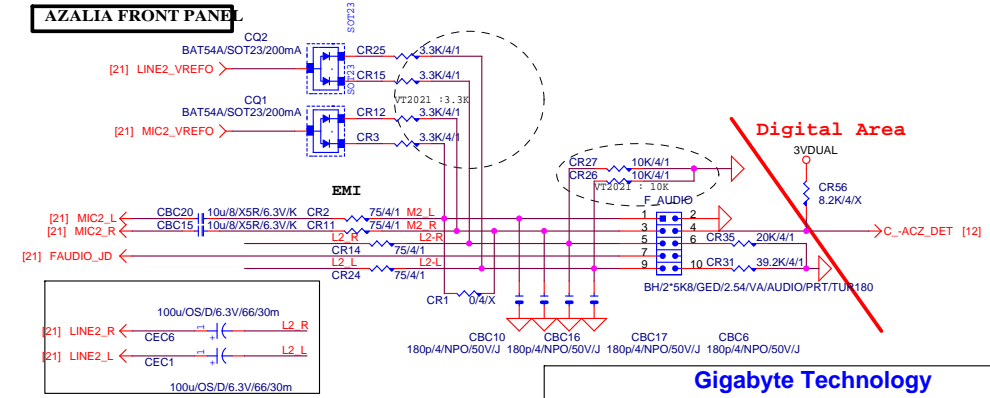 AZALIA FRONT PANEL
SOT23
CQ2
BAT54A/SOT23/200mA
CR25 3.3K/4/1
[21] LINE2_VREFO
CR15 3.3K/4/1
SOT23
VT2021 :3.3K
CQ1
BAT54A/SOT23/200mA
CR12 3.3K/4/1
[21] MIC2_VREFO
CR3 3.3K/4/1
Digital Area
3VDUAL
CR27 10K/4/1
CR26 10K/4/1
VT2021 : 10K
CR56
8.2K/4/X
EMI
F_AUDIO
[21] MIC2_L CBC20 10u/8/X5R/6.3V/K CR2 75/4/1 M2_L 1 2
[21] MIC2_R CBC15 10u/8/X5R/6.3V/K CR11 75/4/1 M2_R 3 4
C_-ACZ_DET [12]
L2_R CR14 75/4/1 L2-R 5 6 CR35 20K/4/1
[21] FAUDIO_JD 7
L2_L CR24 75/4/1 L2-L 9 10 CR31 39.2K/4/1
BH/2*5K8/GED/2.54/VA/AUDIO/PRT/TUR180
CR1 0/4/X
100u/OS/D/6.3V/66/30m
[21] LINE2_R 1 + L2_R
CEC6
[21] LINE2_L 1 + L2_L
CEC1
100u/OS/D/6.3V/66/30m
CBC10 CBC16 CBC17 CBC6
180p/4/NPO/50V/J 180p/4/NPO/50V/J 180p/4/NPO/50V/J 180p/4/NPO/50V/J
Gigabyte Technology